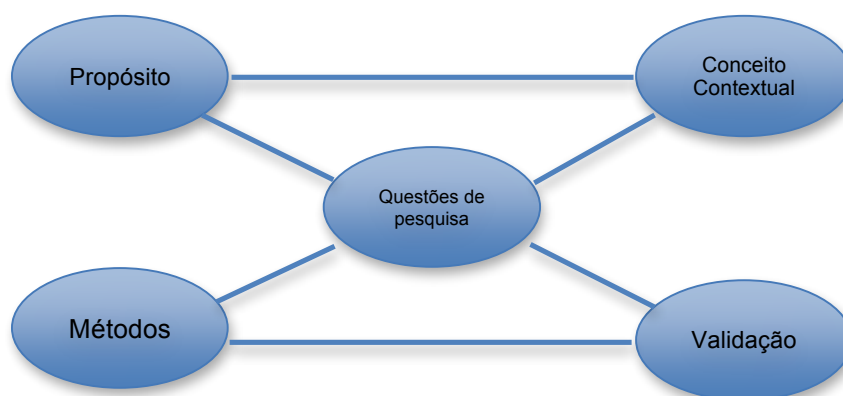 Propósito
Conceito
Contextual
Questões de
pesquisa
Métodos
Validação